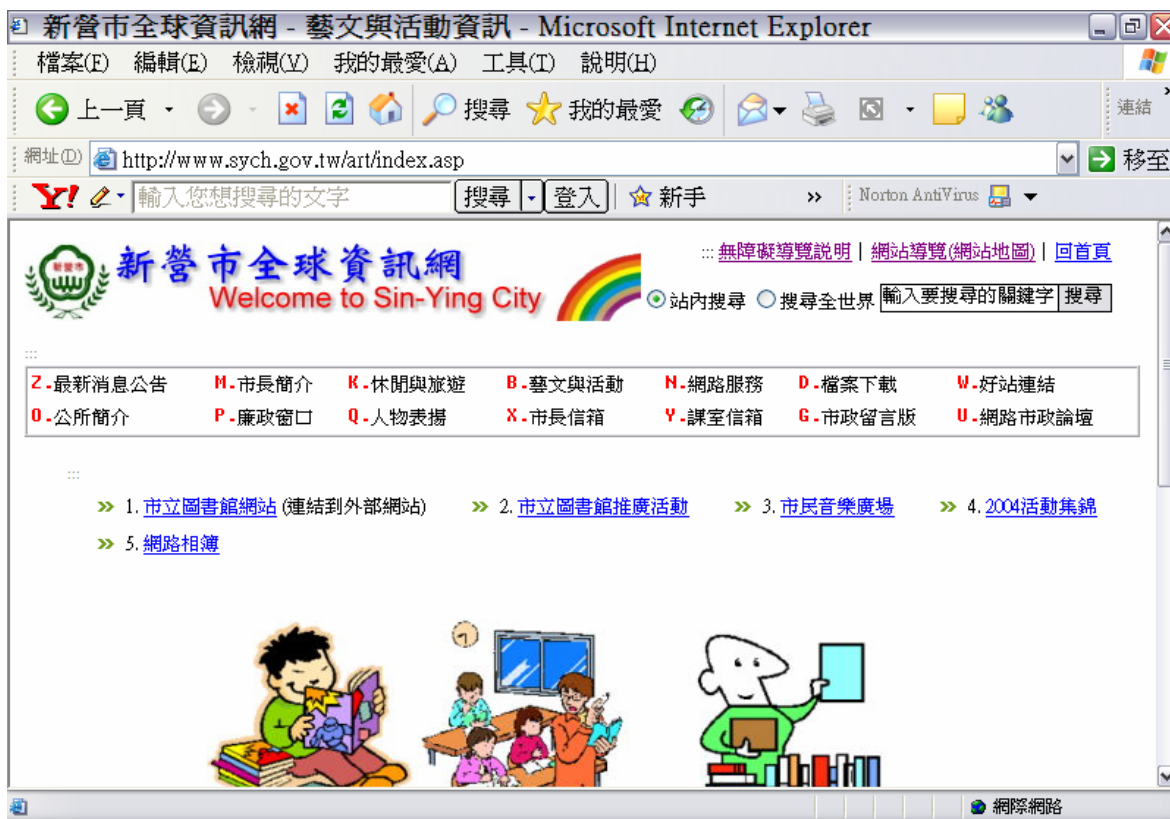 新營市全球資訊網 - 藝文與活動資訊 - Microsoft Internet Explorer
檔案(F) 編輯(E) 檢視(V) 我的最愛(A) 工具(T) 說明(H)
上一頁 搜尋 我的最愛 連結
網址(D) http://www.sych.gov.tw/art/index.asp 移至
Y! 輸入您想搜尋的文字 搜尋 登入 新手 » Norton AntiVirus
::: 無障礙導覽說明 | 網站導覽(網站地圖) | 回首頁
新營市全球資訊網
Welcome to Sin-Ying City
站內搜尋 搜尋全世界 輸入要搜尋的關鍵字 搜尋
:::
Z.最新消息公告 M.市長簡介 K.休閒與旅遊 B.藝文與活動 N.網路服務 D.檔案下載 W.好站連結
O.公所簡介 P.廉政窗口 Q.人物表揚 X.市長信箱 Y.課室信箱 G.市政留言版 U.網路市政論壇
:::
» 1. 市立圖書館網站 (連結到外部網站) » 2. 市立圖書館推廣活動 » 3. 市民音樂廣場 » 4. 2004活動集錦
» 5. 網路相簿
網際網路